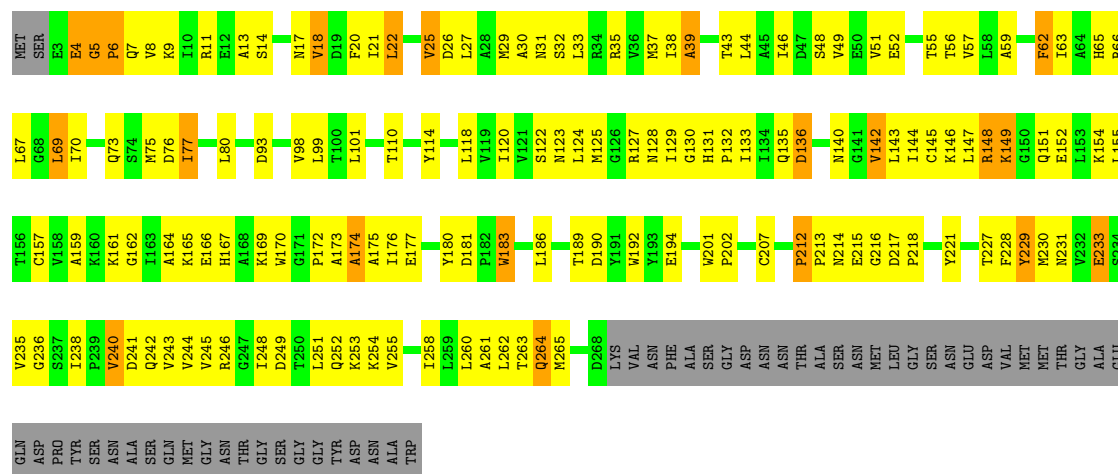 MET SER E3 E4 G5 P6 Q7 V8 K9 I10 R11 E12 A13 S14 N17 V18 D19 F20 I21 L22 V25 D26 L27 A28 M29 A30 N31 S32 L33 R34 R35 V36 M37 I38 A39 T43 L44 A45 I46 D47 S48 V49 E50 V51 E52 T55 T56 V57 L58 A59 F62 I63 A64 H65 R66
L67 G68 L69 I70 Q73 S74 M75 D76 I77 L80 D93 V98 L99 T100 L101 T110 Y114 L118 V119 I120 V121 S122 N123 L124 M125 G126 R127 N128 I129 G130 H131 P132 I133 I134 Q135 D136 N140 G141 V142 L143 I144 C145 K146 L147 R148 K149 G150 Q151 E152 L153 K154 L155
T156 C157 V158 A159 K160 K161 G162 I163 A164 K165 E166 H167 A168 K169 W170 G171 P172 A173 A174 A175 I176 E177 Y180 D181 P182 W183 L186 T189 D190 Y191 W192 Y193 E194 W201 P202 C207 P212 P213 N214 E215 G216 D217 P218 Y221 T227 F228 Y229 M230 N231 V232 E233 S234
V235 G236 S237 I238 P239 V240 D241 Q242 V243 V244 V245 R246 G247 I248 D249 T250 L251 Q252 K253 K254 V255 I258 L259 L260 A261 L262 T263 Q264 M265 D268 LYS VAL ASN PHE ALA SER GLY ASP ASN ASN THR ALA SER ASN MET LEU GLY SER ASN GLU ASP VAL MET MET THR GLY ALA GLU
GLN ASP PRO TYR SER ASN ALA SER GLN MET GLY ASN THR GLY SER GLY GLY TYR ASP ASN ALA TRP